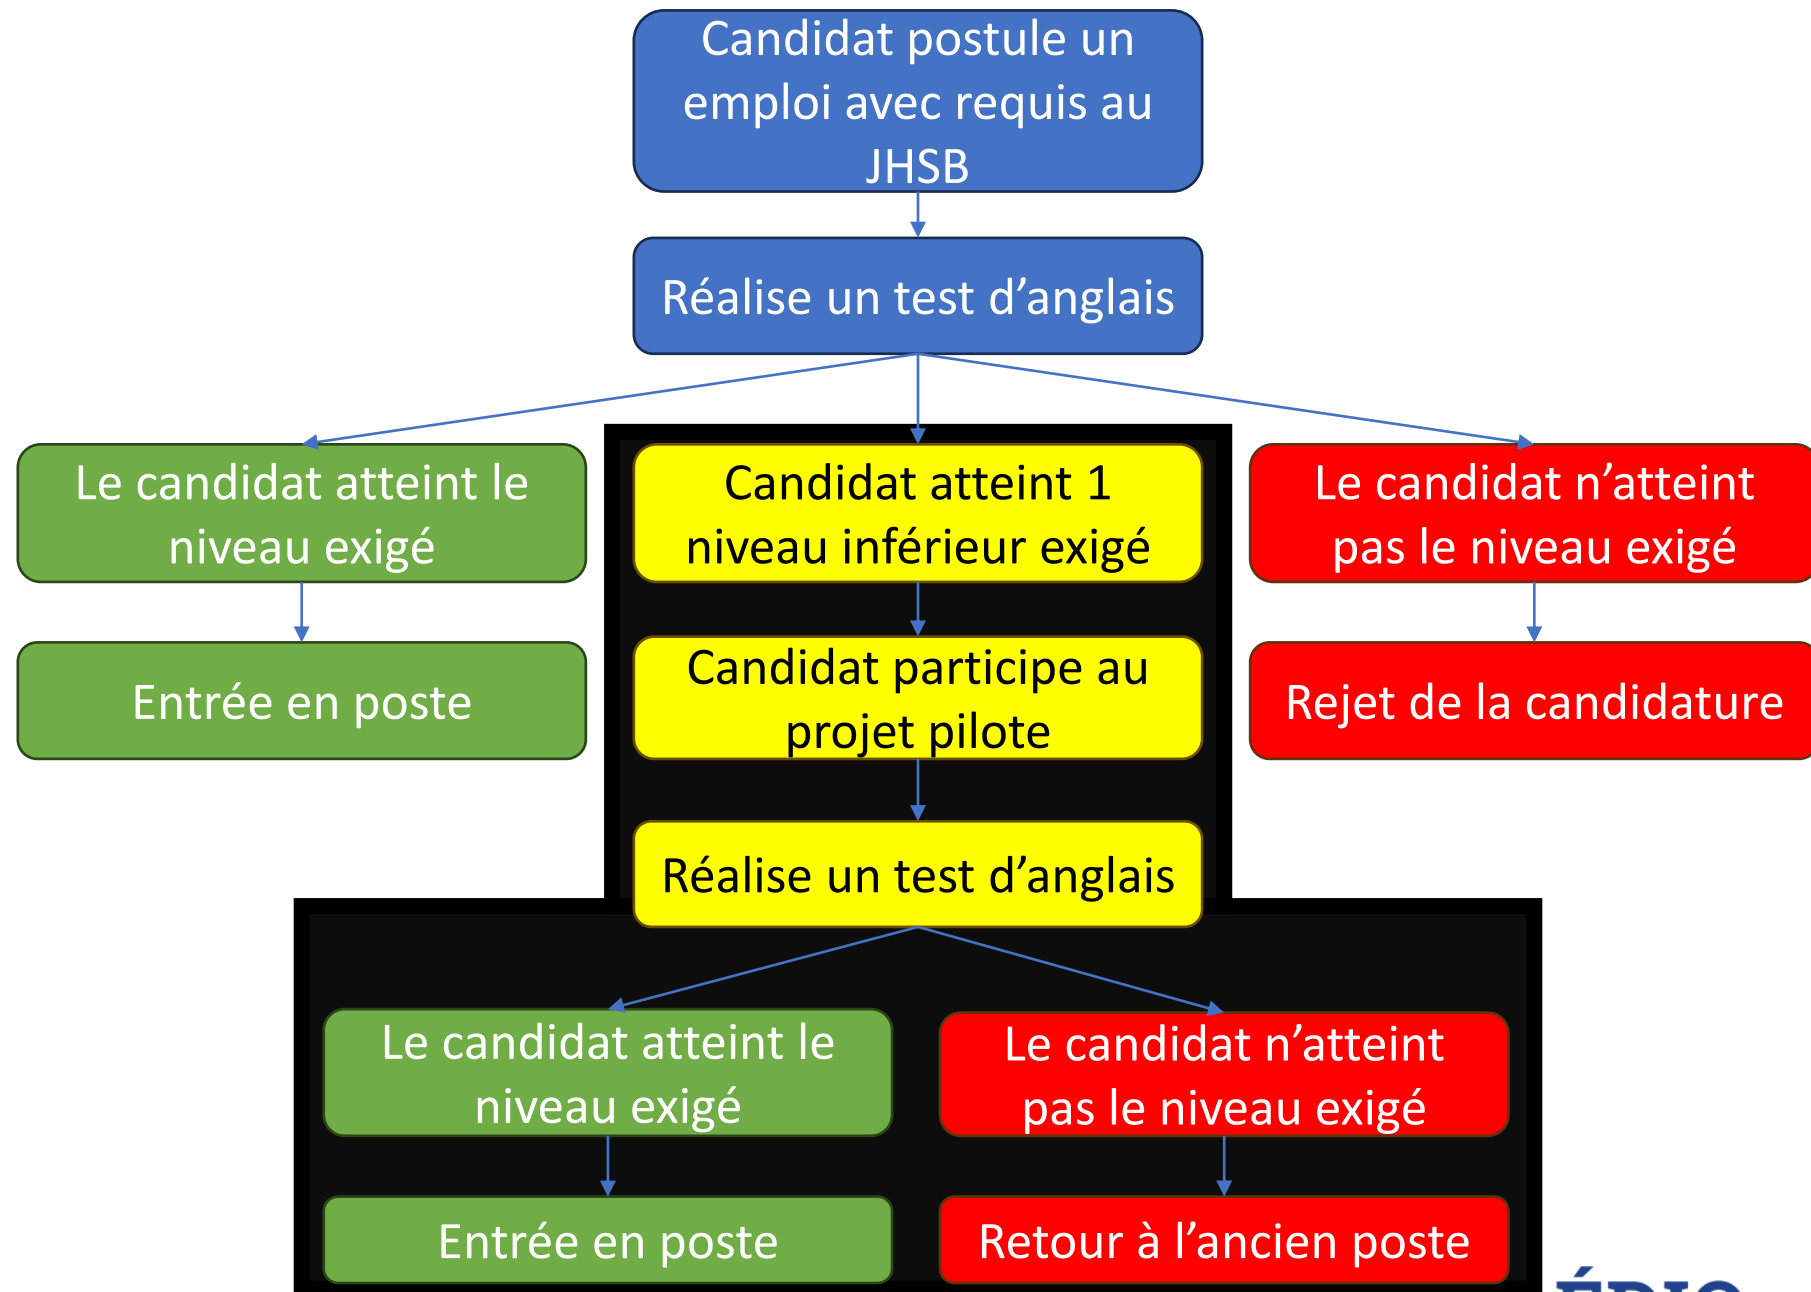 Candidat postule un
emploi avec requis au
JHSB
Réalise un test d’anglais
Le candidat atteint le
niveau exigé
Candidat atteint 1
niveau inférieur exigé
Le candidat n’atteint
pas le niveau exigé
Entrée en poste
Candidat participe au
projet pilote
Rejet de la candidature
Réalise un test d’anglais
Le candidat atteint le
niveau exigé
Le candidat n’atteint
pas le niveau exigé
Entrée en poste
Retour à l’ancien poste